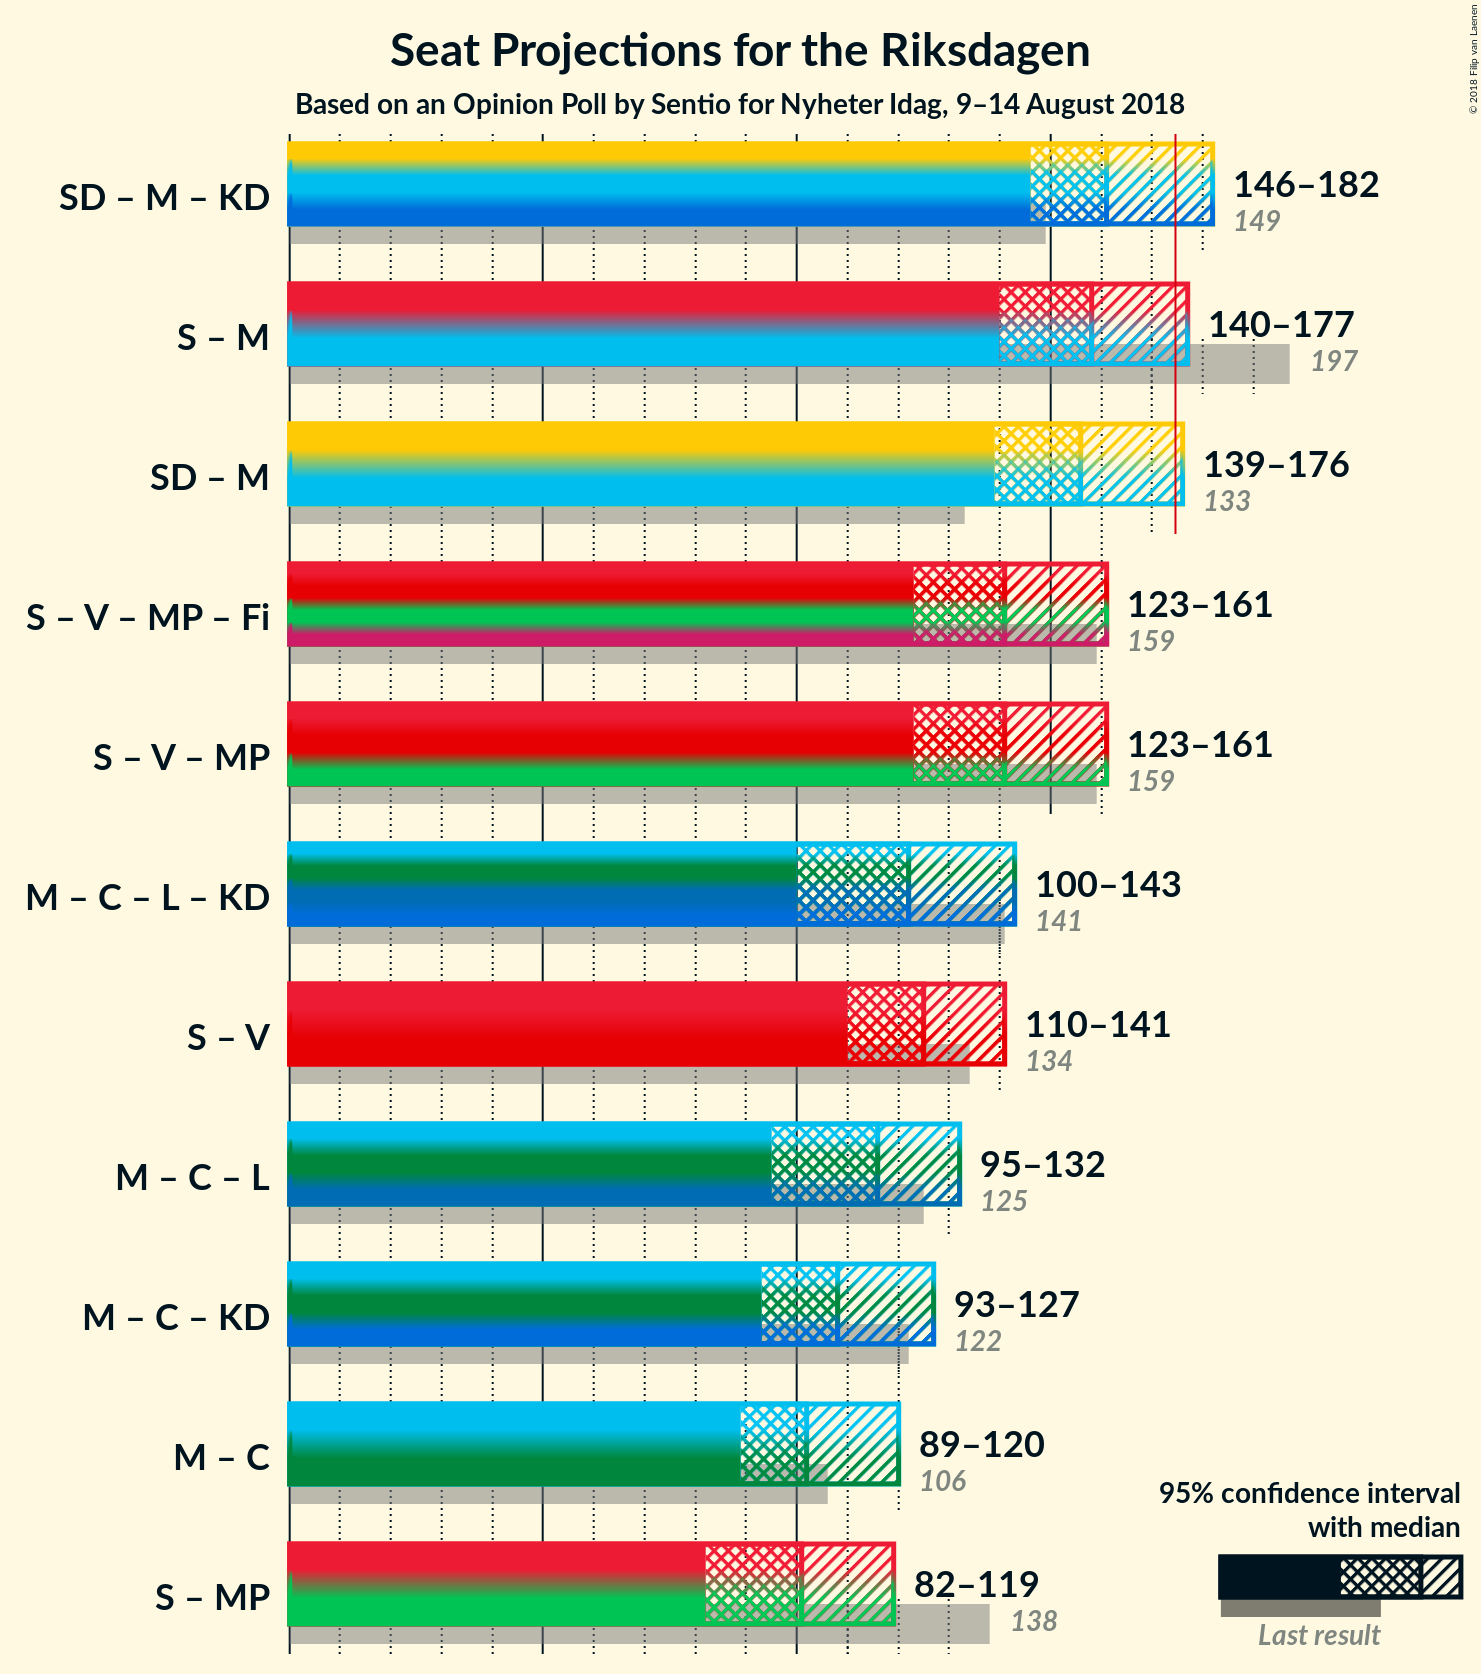 © 2018 Filip van Laenen
Seat Projections for the Riksdagen
Based on an Opinion Poll by Sentio for Nyheter Idag, 9–14 August 2018
SD – M – KD
146–182
149
S – M
140–177
197
SD – M
139–176
133
S – V – MP – Fi
123–161
159
S – V – MP
123–161
159
M – C – L – KD
100–143
141
S – V
110–141
134
M – C – L
95–132
125
M – C – KD
93–127
122
M – C
89–120
106
S – MP
82–119
138
95% confidence interval
with median
Last result